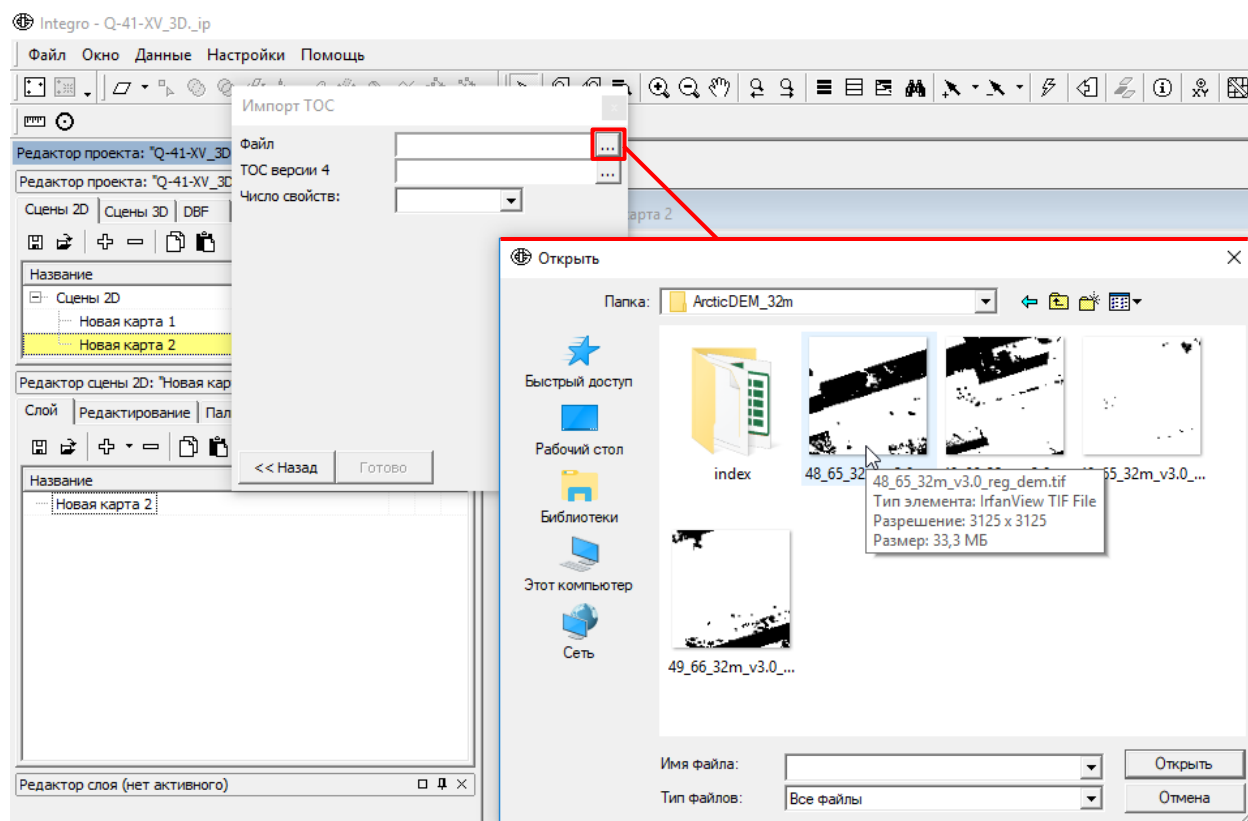 Integro - Q-41-XV_3D._ip
Файл Окно Данные Настройки Помощь
Импорт ТОС
Файл
...
ТОС версии 4
...
Число свойств:
<< Назад
Готово
Редактор проекта: "Q-41-XV_3D
Редактор проекта: "Q-41-XV_3D
Сцены 2D Сцены 3D DBF
Название
Сцены 2D
Новая карта 1
Новая карта 2
Редактор сцены 2D: "Новая кар
Слой Редактирование Пал
Название
Новая карта 2
Редактор слоя (нет активного)
карта 2
Открыть
Папка: ArcticDEM_32m
Быстрый доступ
Рабочий стол
Библиотеки
Этот компьютер
Сеть
index
48_65_32
65_32m_v3.0_...
48_65_32m_v3.0_reg_dem.tif
Тип элемента: IrfanView TIF File
Разрешение: 3125 x 3125
Размер: 33,3 МБ
49_66_32m_v3.0_...
Имя файла:
Открыть
Тип файлов: Все файлы
Отмена